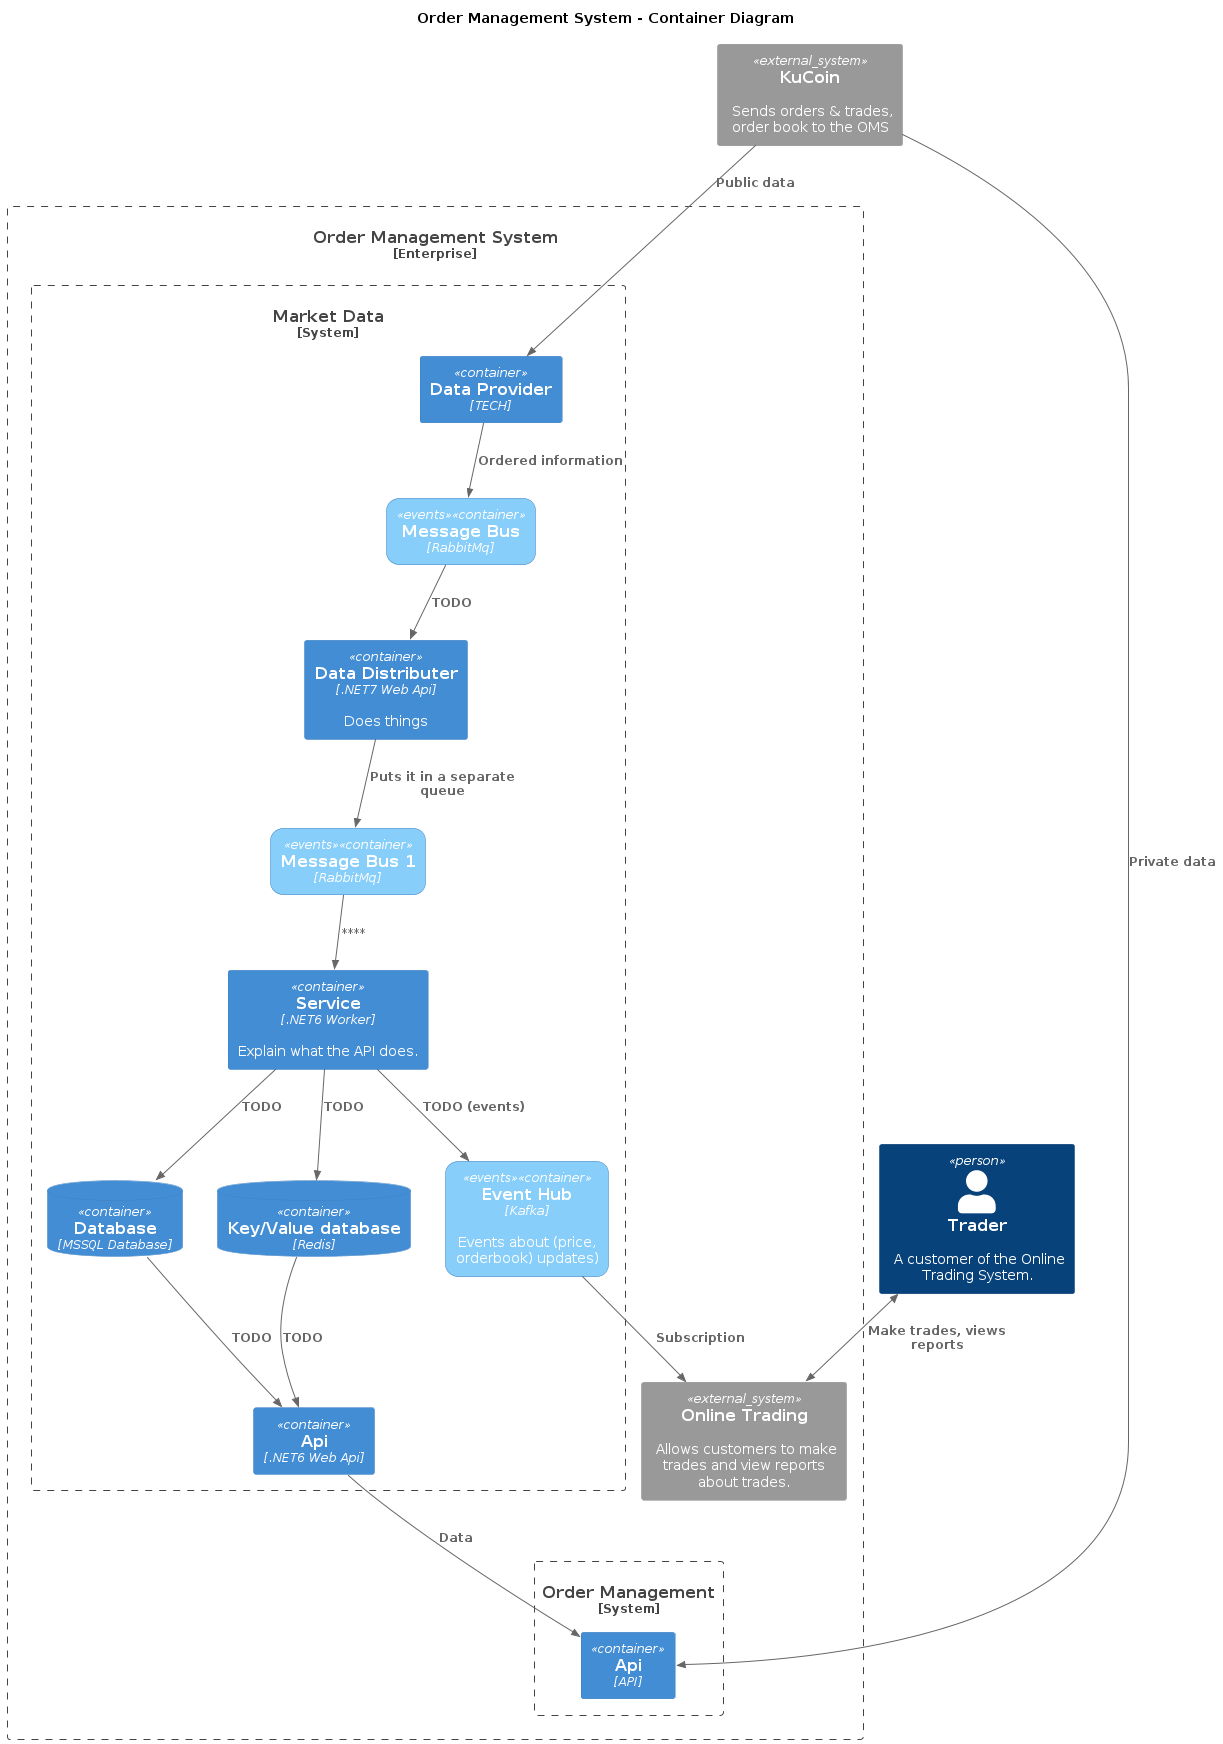 Order Management System - Container Diagram
«external_system»
KuCoin
Sends orders & trades,
order book to the OMS
Public data
Order Management System
[Enterprise]
Market Data
[System]
«container»
Data Provider
[TECH]
Ordered information
«events»«container»
Message Bus
[RabbitMq]
TODO
«container»
Data Distributer
[.NET7 Web Api]
Does things
Puts it in a separate
queue
«events»«container»
Message Bus 1
[RabbitMq]
Private data
****
«container»
Service
[.NET6 Worker]
Explain what the API does.
TODO
TODO
TODO (events)
«container»
Database
[MSSQL Database]
«container»
Key/Value database
[Redis]
«events»«container»
Event Hub
[Kafka]
Events about (price,
orderbook) updates)
«person»
Trader
A customer of the Online
Trading System.
TODO
TODO
Subscription
Make trades, views
reports
«external_system»
Online Trading
Allows customers to make
trades and view reports
about trades.
«container»
Api
[.NET6 Web Api]
Data
Order Management
[System]
«container»
Api
[API]